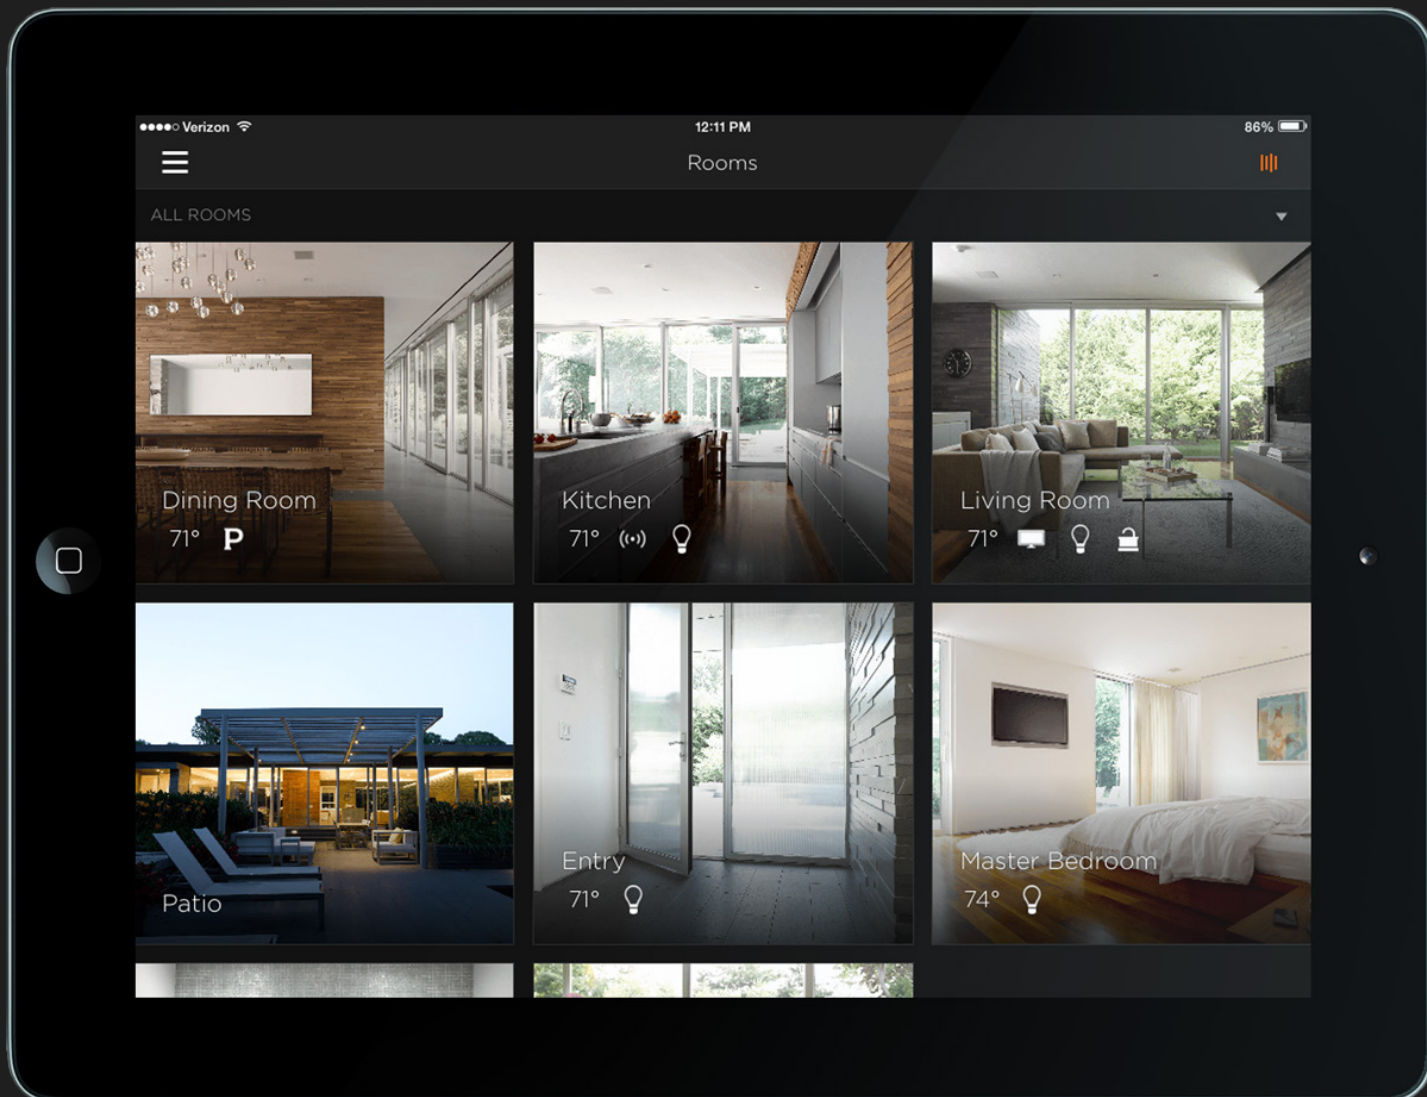 Verizon 12:11 PM 86%
Rooms
ALL ROOMS
Dining Room
71° P
Kitchen
71°
Living Room
71°
Patio
Entry
71°
Master Bedroom
74°